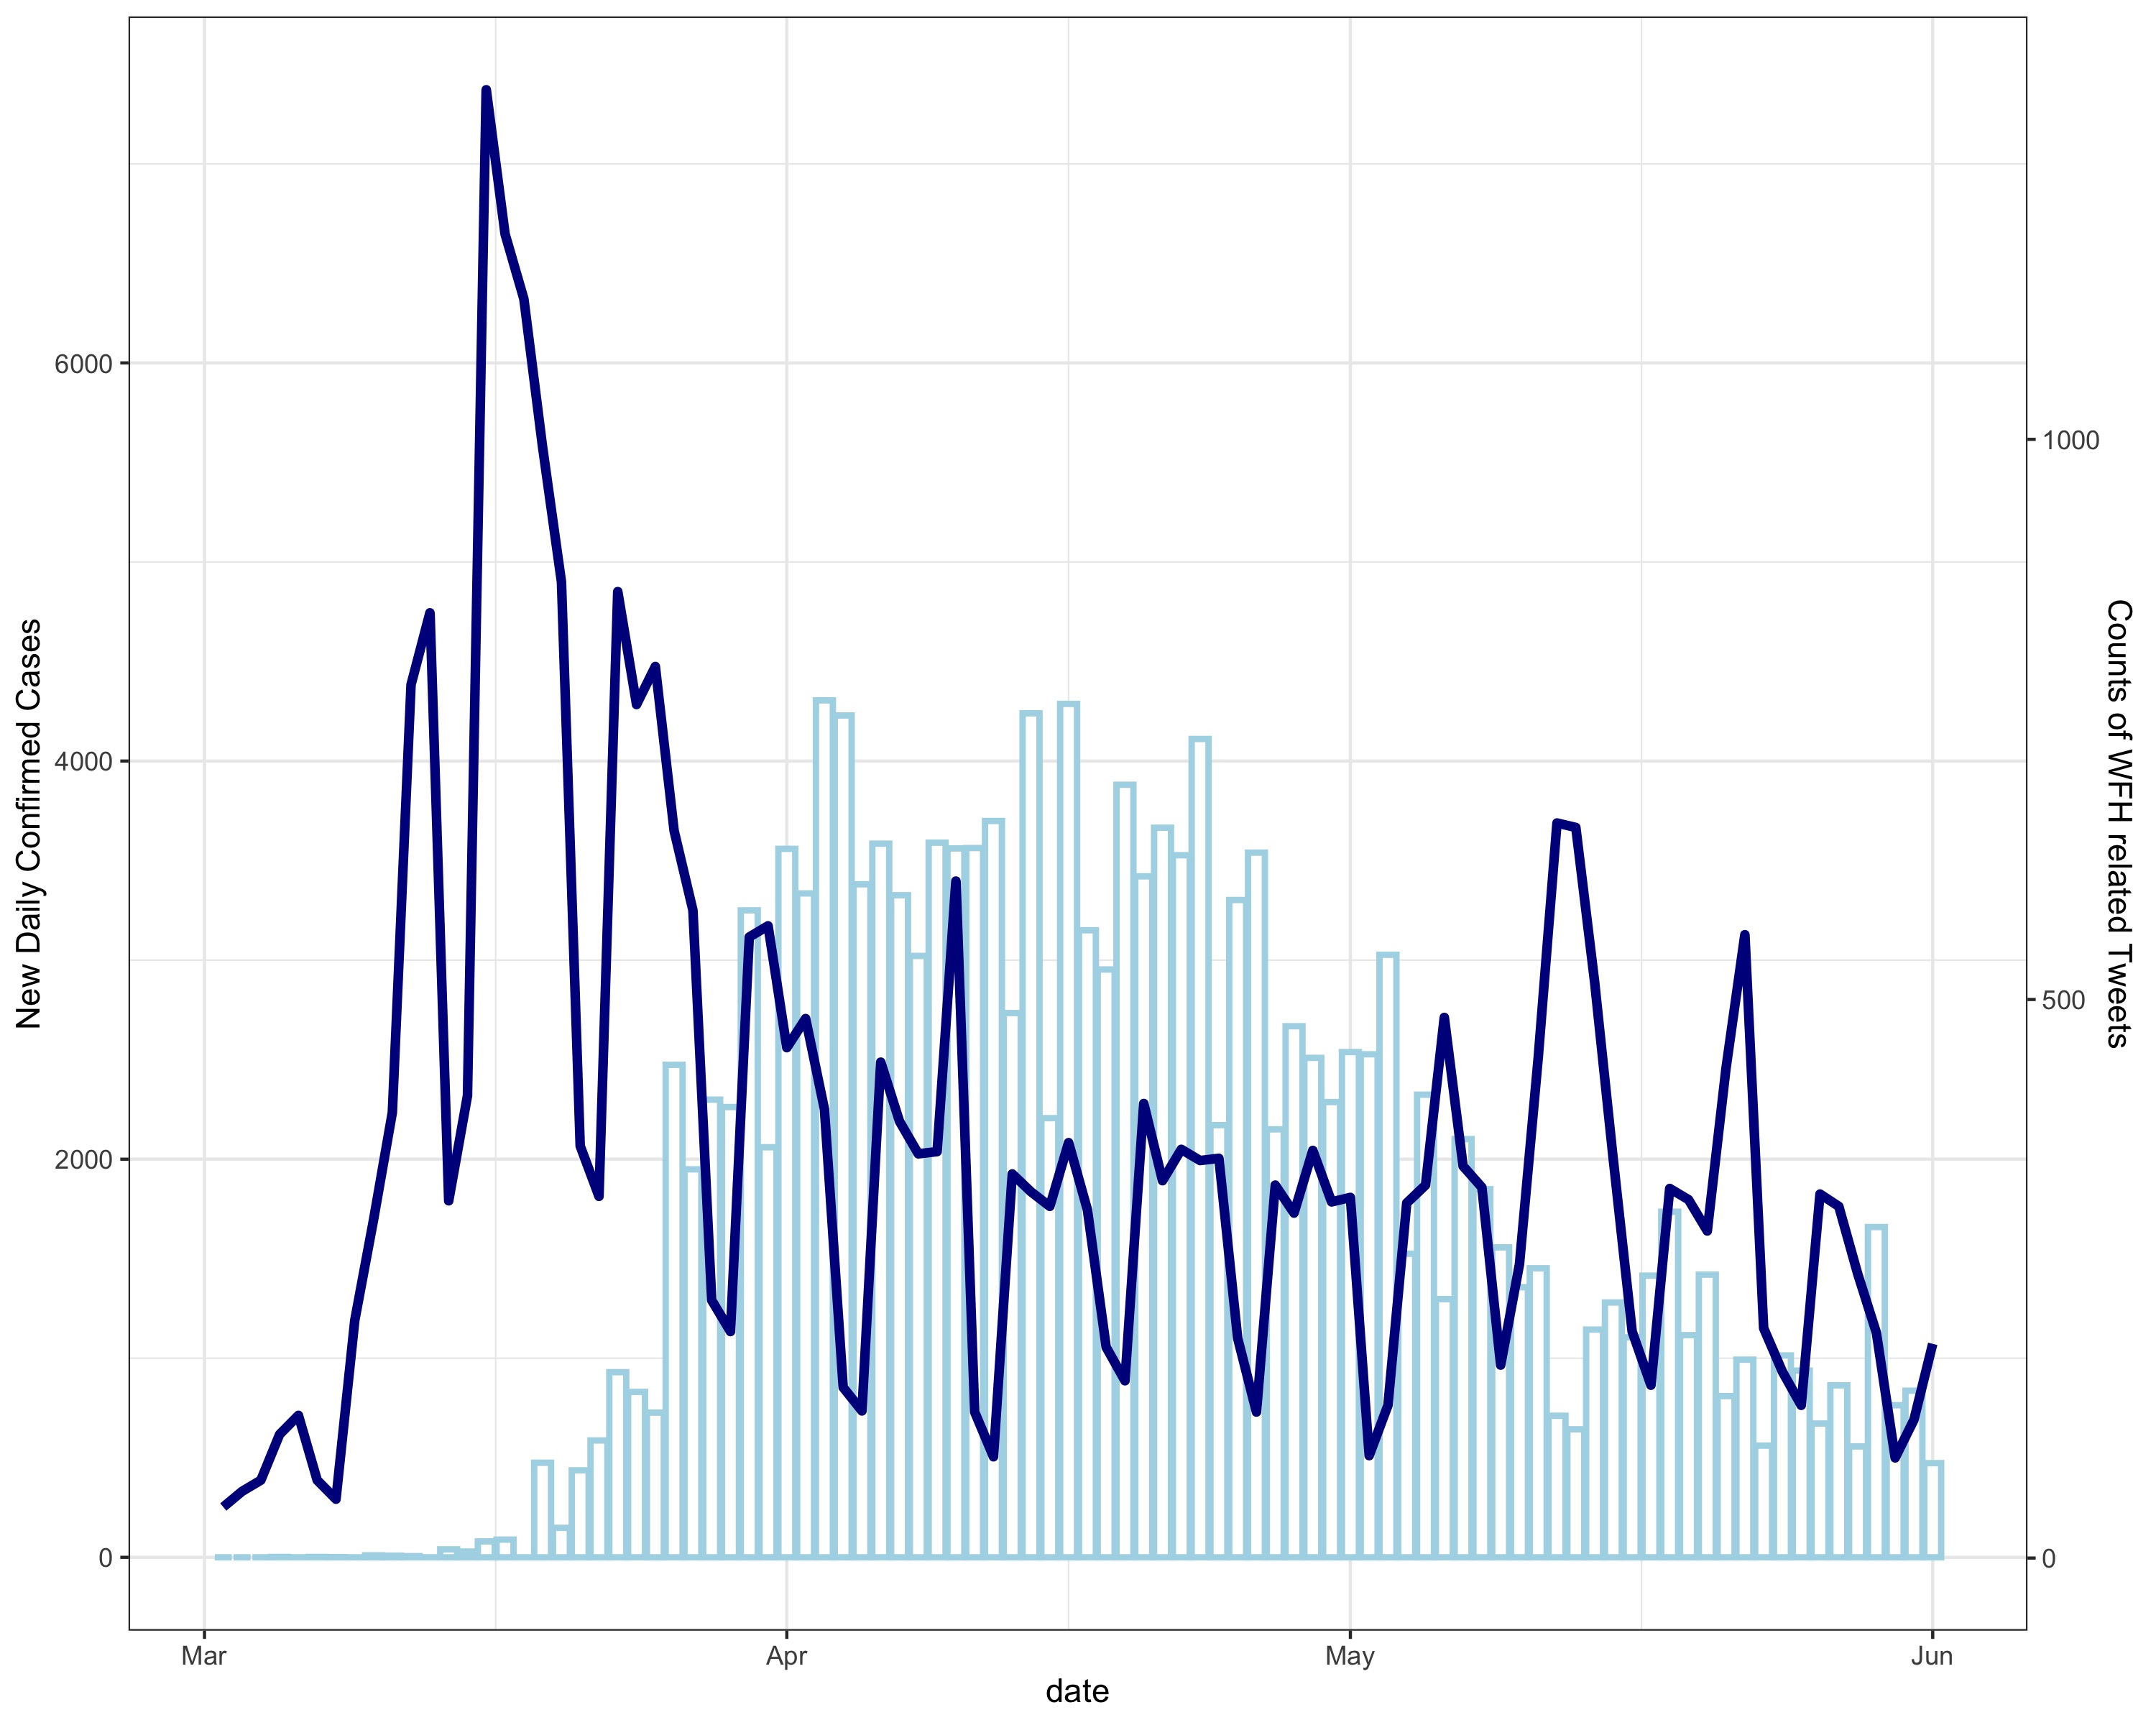 New Daily Confirmed Cases
6000
4000
2000
0
1000
500
0
Counts of WFH related Tweets
Mar
Apr
May
Jun
date